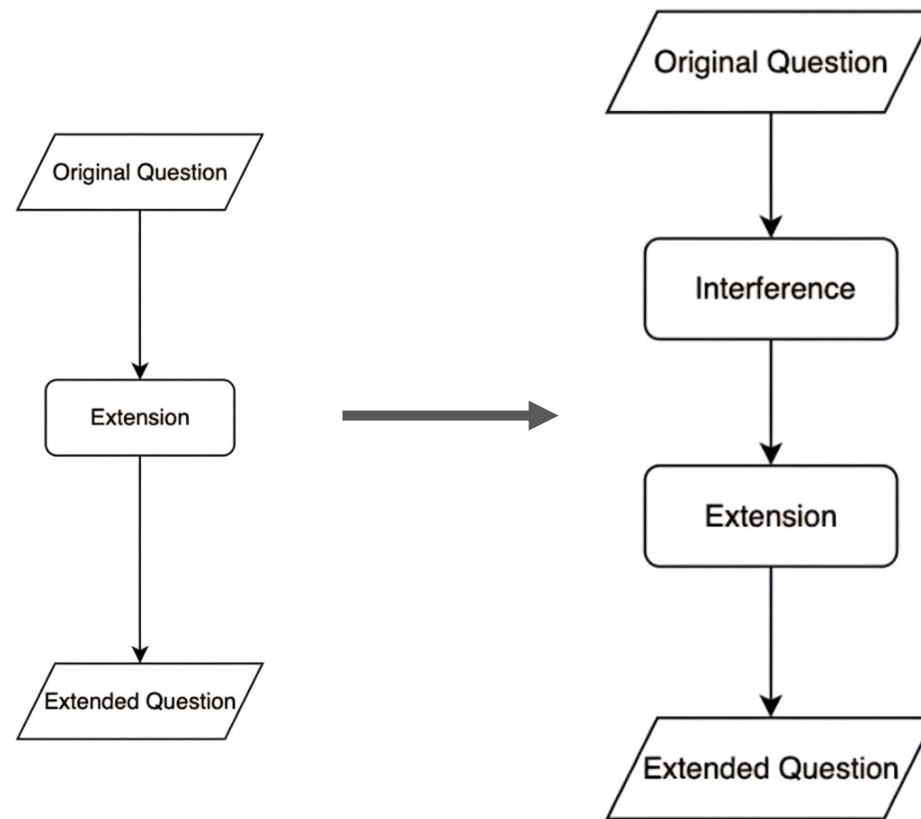 Original Question
Extension
Extended Question
Original Question
Interference
Extension
Extended Question